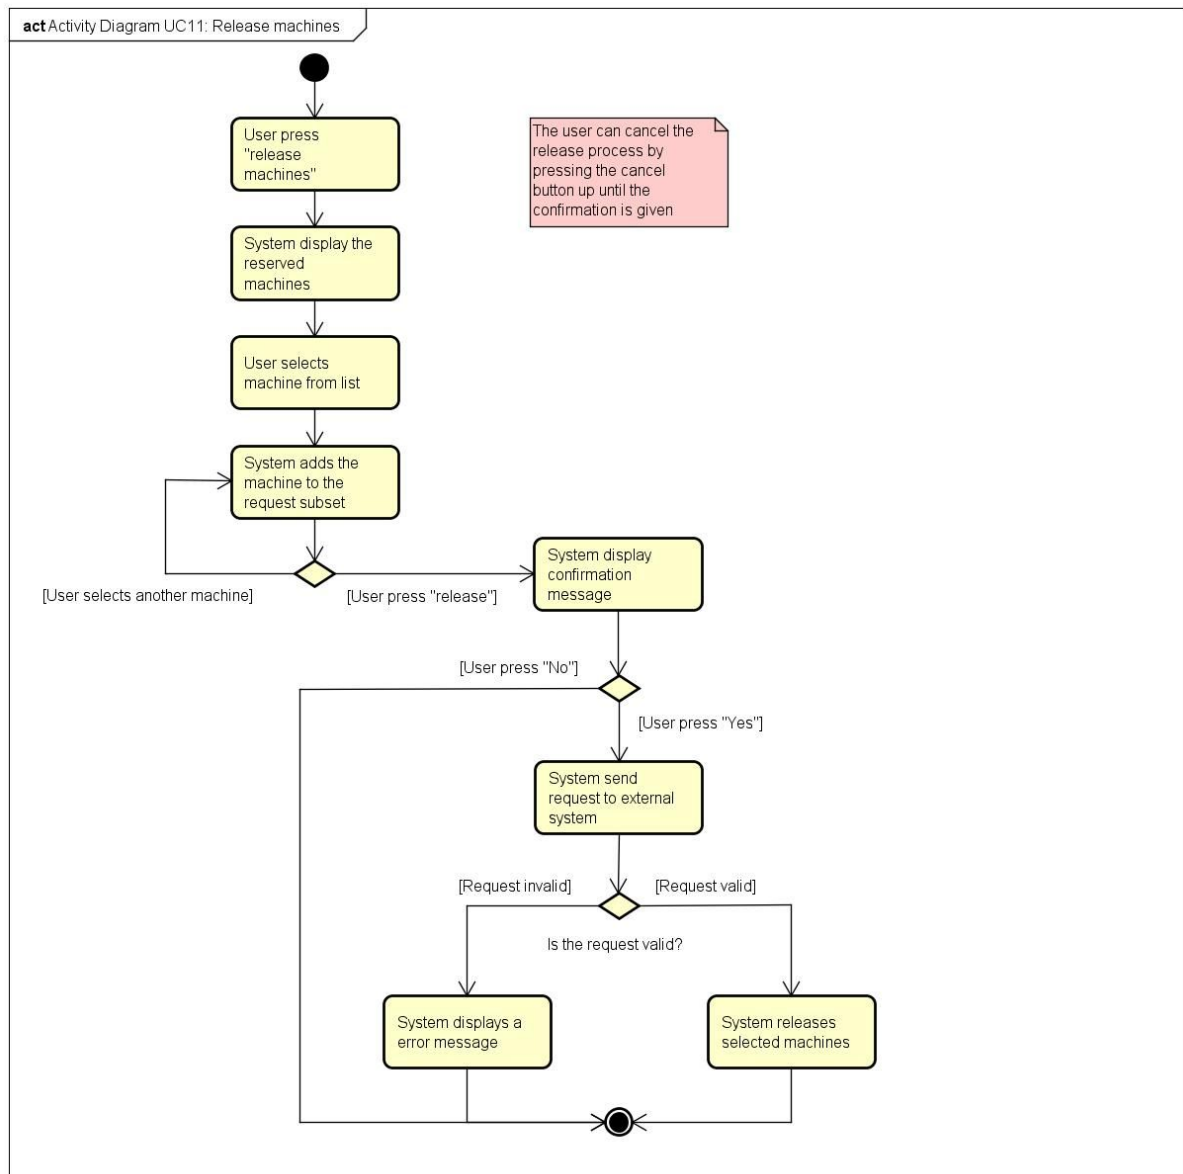 act Activity Diagram UC11: Release machines
User press
"release
machines"
The user can cancel the
release process by
pressing the cancel
button up until the
confirmation is given
System display the
reserved
machines
User selects
machine from list
System adds the
machine to the
request subset
System display
confirmation
message
[User selects another machine]
[User press "release"]
[User press "No"]
[User press "Yes"]
System send
request to external
system
[Request invalid]
[Request valid]
Is the request valid?
System displays a
error message
System releases
selected machines